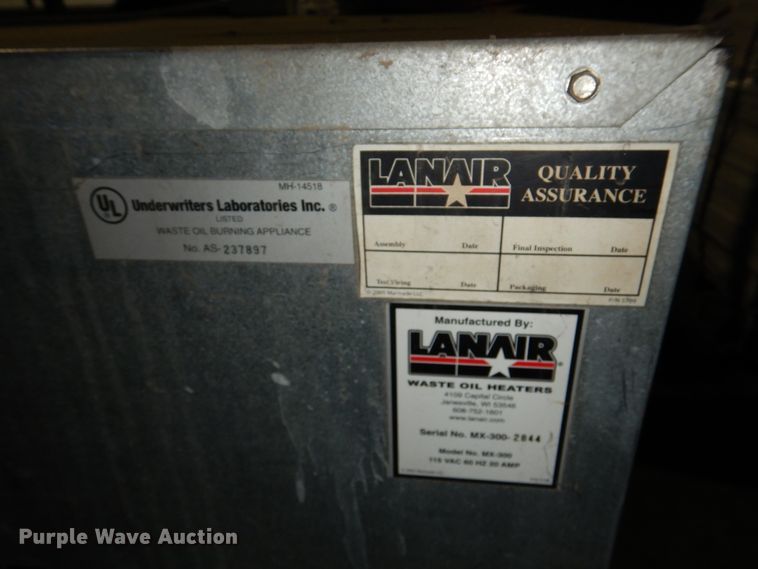 MH-14518
UL
Underwriters Laboratories Inc. ®
LISTED
WASTE OIL BURNING APPLIANCE
No. AS-237897
LANAIR
QUALITY
ASSURANCE
Assembly Date
Final Inspection Date
Test Firing Date
Packaging Date
Manufactured By:
LANAIR ®
WASTE OIL HEATERS
4109 Capital Circle
Janesville, WI 53546
608-752-1601
www.lanair.com
Serial No. MX-300-2844
Model No. MX-300
115 VAC 60 HZ 20 AMP
Purple Wave Auction®